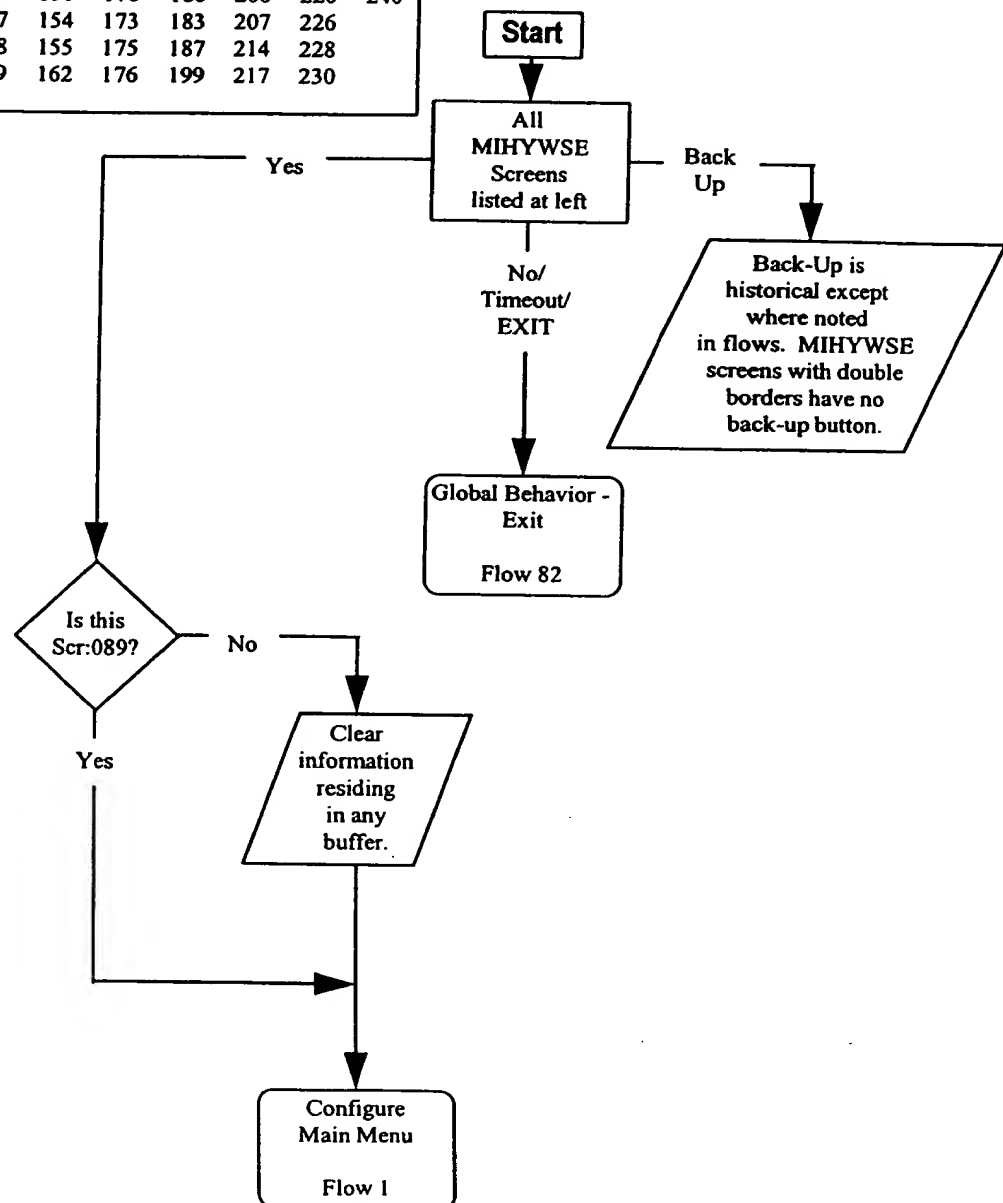 154 173 183 207 226
155 175 187 214 228
162 176 199 217 230
Start
All
MIHYWSE
Screens
listed at left
Yes
Back
Up
No/
Timeout/
EXIT
Back-Up is
historical except
where noted
in flows. MIHYWSE
screens with double
borders have no
back-up button.
Global Behavior -
Exit
Flow 82
Is this
Scr:089?
No
Yes
Clear
information
residing
in any
buffer.
Configure
Main Menu
Flow 1